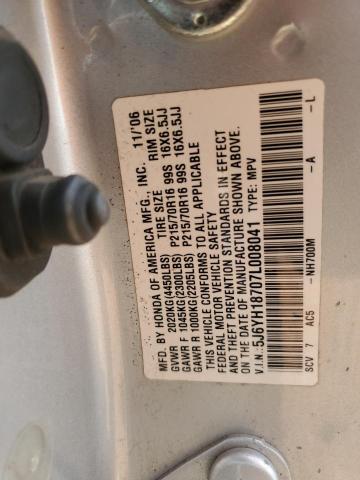 MFD. BY HONDA OF AMERICA MFG., INC. 11/'06
TIRE SIZE RIM SIZE
GVWR 2020KG(4450LBS)
GAWR F 1045KG(2300LBS) P215/70R16 99S 16X6.5JJ
GAWR R 1000KG(2205LBS) P215/70R16 99S 16X6.5JJ
THIS VEHICLE CONFORMS TO ALL APPLICABLE
FEDERAL MOTOR VEHICLE SAFETY
AND THEFT PREVENTION STANDARDS IN EFFECT
ON THE DATE OF MANUFACTURE SHOWN ABOVE.
V.I.N.: 5J6YH18707L008041 TYPE: MPV
SCV 7 AC5 -NH700M -A -L